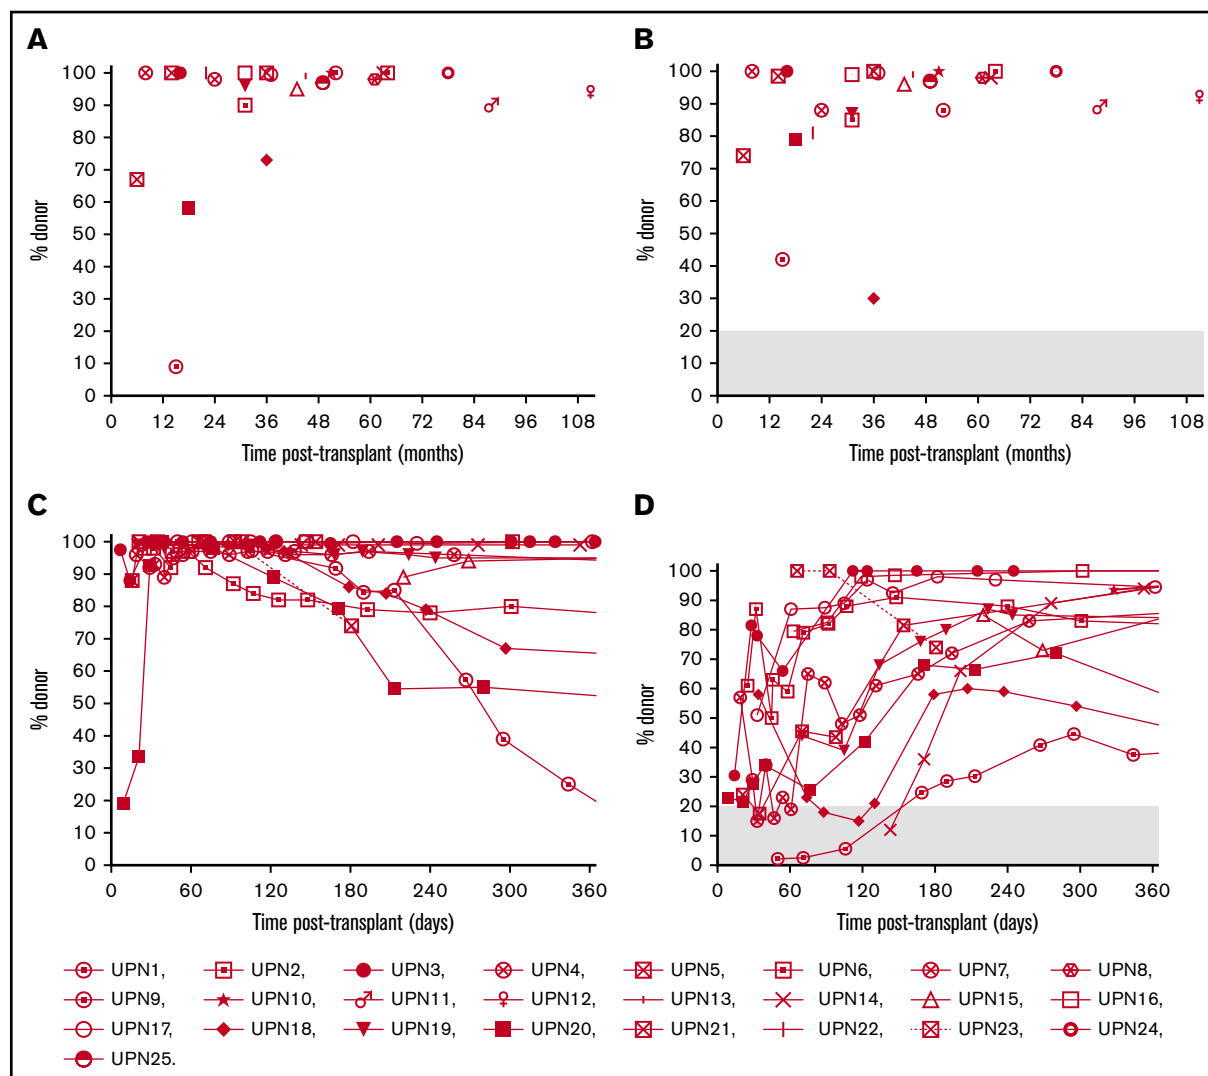 A
100
90
80
70
60
50
40
30
20
10
0
% donor
0 12 24 36 48 60 72 84 96 108
Time post-transplant (months)
B
100
90
80
70
60
50
40
30
20
10
0
% donor
0 12 24 36 48 60 72 84 96 108
Time post-transplant (months)
C
100
90
80
70
60
50
40
30
20
10
0
% donor
0 60 120 180 240 300 360
Time post-transplant (days)
D
100
90
80
70
60
50
40
30
20
10
0
% donor
0 60 120 180 240 300 360
Time post-transplant (days)
UPN1, UPN2, UPN3, UPN4, UPN5, UPN6, UPN7, UPN8,
UPN9, UPN10, UPN11, UPN12, UPN13, UPN14, UPN15, UPN16,
UPN17, UPN18, UPN19, UPN20, UPN21, UPN22, UPN23, UPN24,
UPN25.